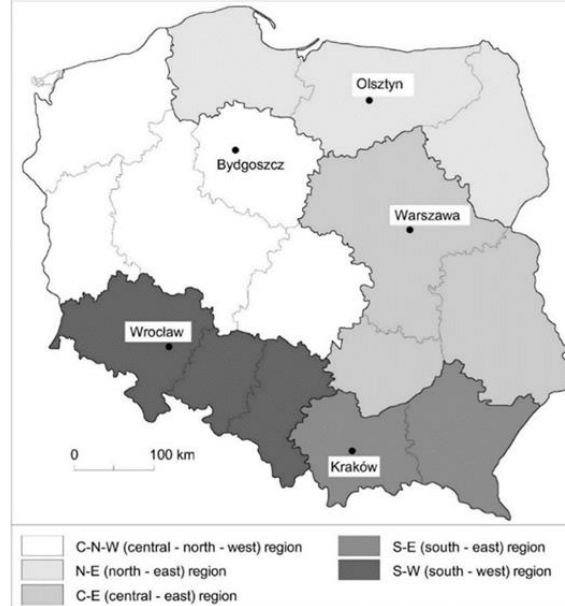 Olsztyn
Bydgoszcz
Warszawa
Wrocław
Kraków
0 100 km
C-N-W (central - north - west) region
N-E (north - east) region
C-E (central - east) region
S-E (south - east) region
S-W (south - west) region